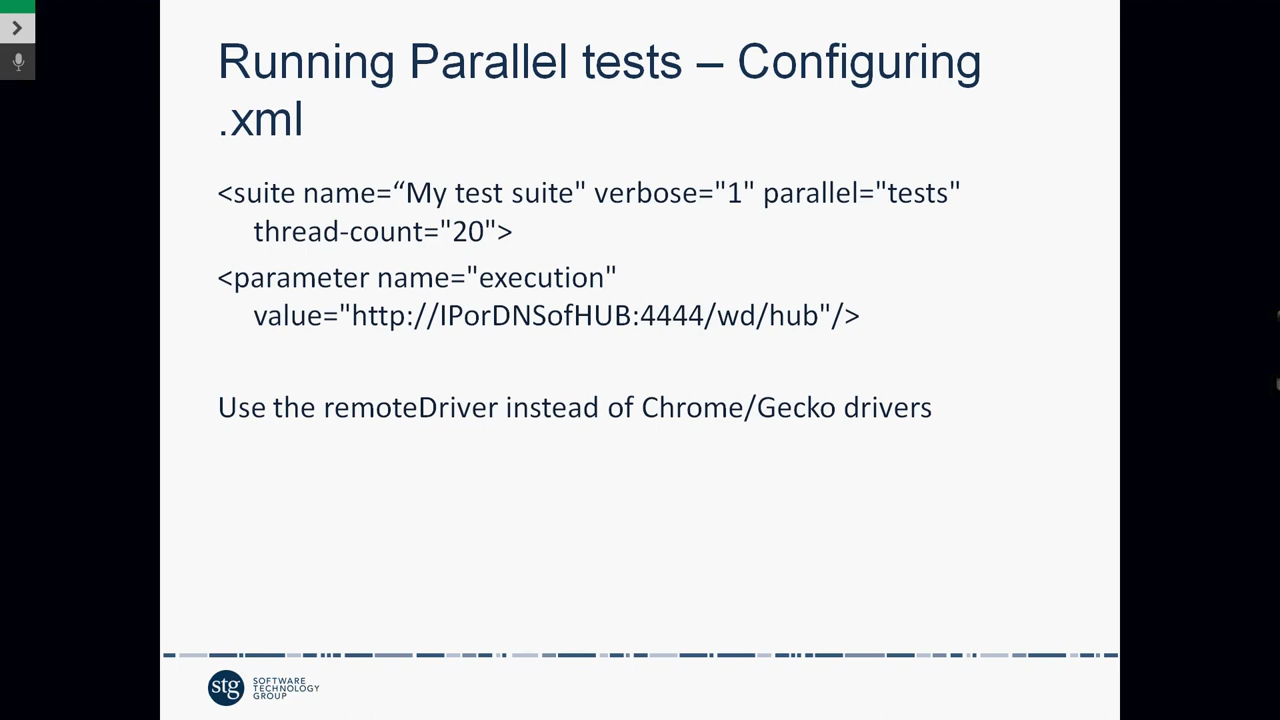 Running Parallel tests – Configuring
.xml
<suite name=“My test suite" verbose="1" parallel="tests"
thread-count="20">
<parameter name="execution"
value="http://IPorDNSofHUB:4444/wd/hub"/>
Use the remoteDriver instead of Chrome/Gecko drivers
stg
SOFTWARE
TECHNOLOGY
GROUP